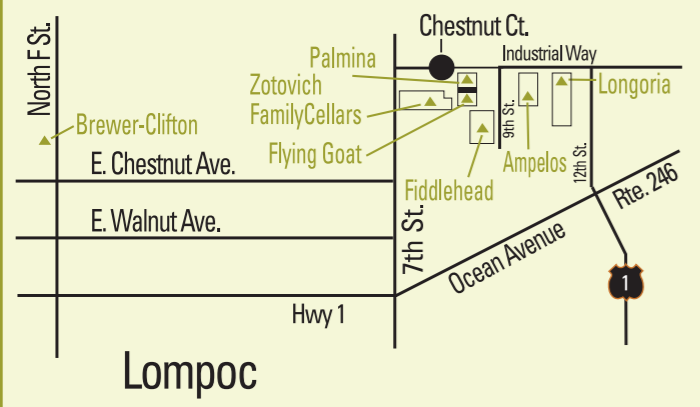 Chestnut Ct.
North F St.
Palmina
Industrial Way
Zotovich
FamilyCellars
Longoria
9th St.
Brewer-Clifton
Flying Goat
Ampelos
12th St.
E. Chestnut Ave.
Fiddlehead
Rte. 246
E. Walnut Ave.
7th St.
Ocean Avenue
1
Hwy 1
Lompoc